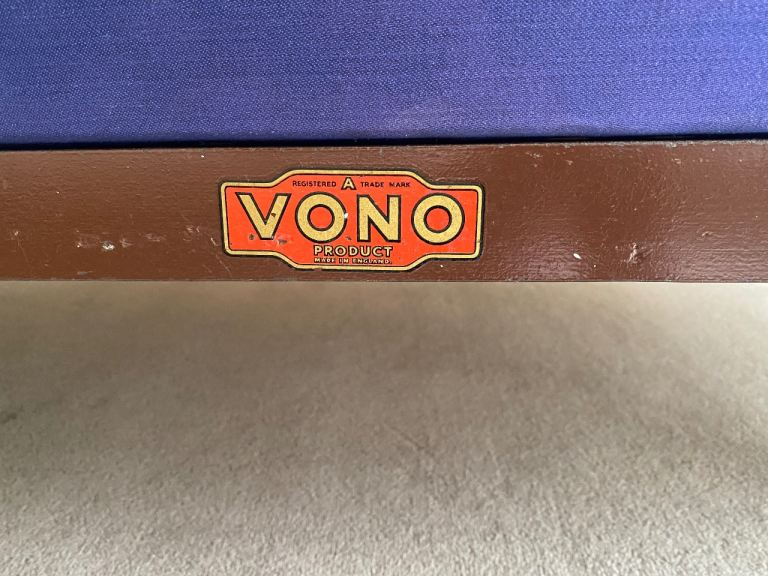 A
REGISTERED TRADE MARK
VONO
PRODUCT
MADE IN ENGLAND.